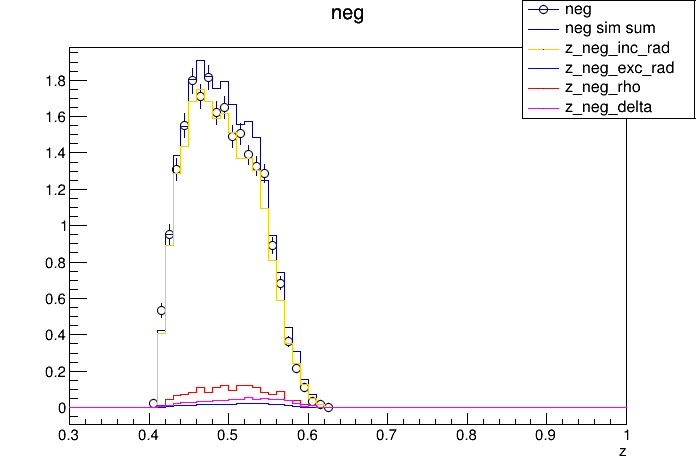 neg
neg
neg sim sum
z_neg_inc_rad
z_neg_exc_rad
z_neg_rho
z_neg_delta
1.8
1.6
1.4
1.2
1
0.8
0.6
0.4
0.2
0
0.3 0.4 0.5 0.6 0.7 0.8 0.9 1
z